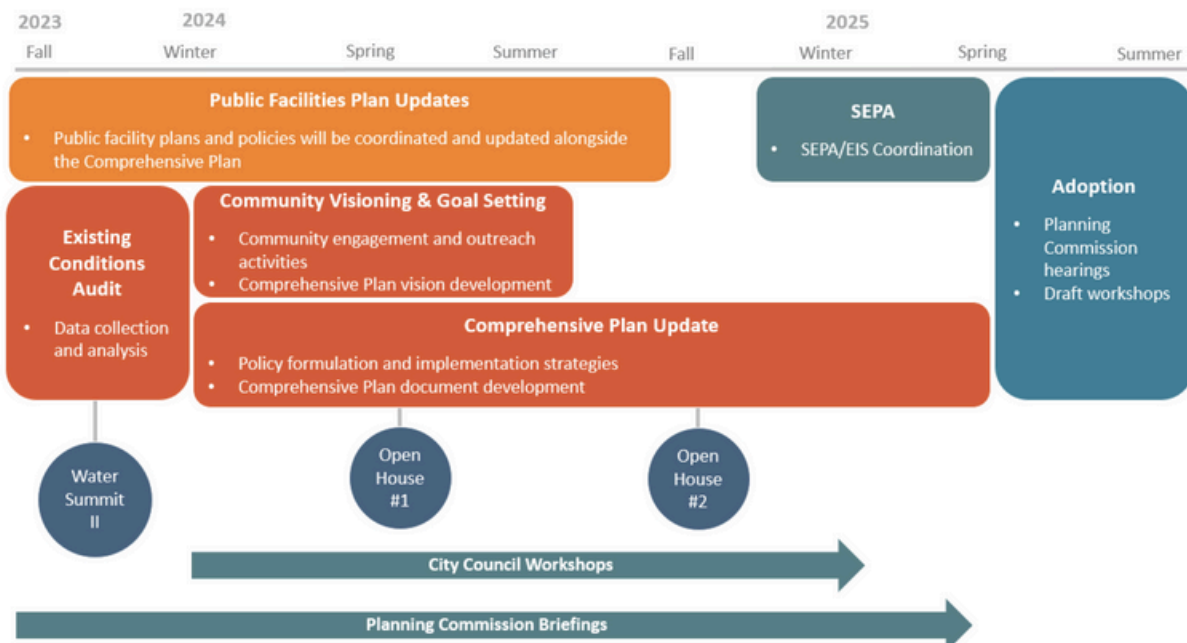 2023 2024 2025
Fall Winter Spring Summer Fall Winter Spring Summer
Public Facilities Plan Updates
• Public facility plans and policies will be coordinated and updated alongside
the Comprehensive Plan
SEPA
• SEPA/EIS Coordination
Adoption
• Planning
Commission
hearings
• Draft workshops
Existing
Conditions
Audit
• Data collection
and analysis
Community Visioning & Goal Setting
• Community engagement and outreach
activities
• Comprehensive Plan vision development
Comprehensive Plan Update
• Policy formulation and implementation strategies
• Comprehensive Plan document development
Water
Summit
II
Open
House
#1
Open
House
#2
City Council Workshops
Planning Commission Briefings